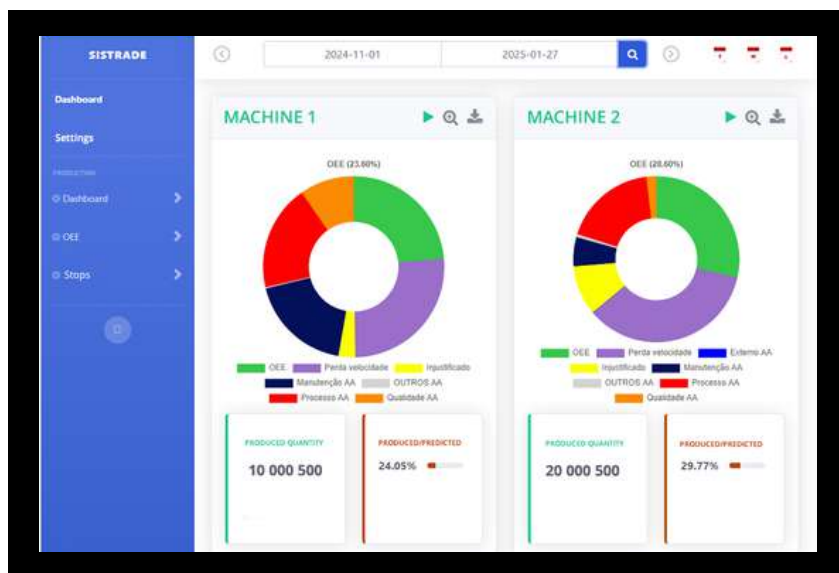 SISTRADE
2024-11-01
2025-01-27
Dashboard
Settings
PRODUCTION
Dashboard
OEE
Stops
MACHINE 1
OEE (23.60%)
OEE Perda velocidade Injustificado
Manutenção AA OUTROS AA
Processo AA Qualidade AA
PRODUCED QUANTITY
10 000 500
PRODUCED/PREDICTED
24.05%
MACHINE 2
OEE (28.60%)
OEE Perda velocidade Externo AA
Injustificado Manutenção AA
OUTROS AA Processo AA
Qualidade AA
PRODUCED QUANTITY
20 000 500
PRODUCED/PREDICTED
29.77%